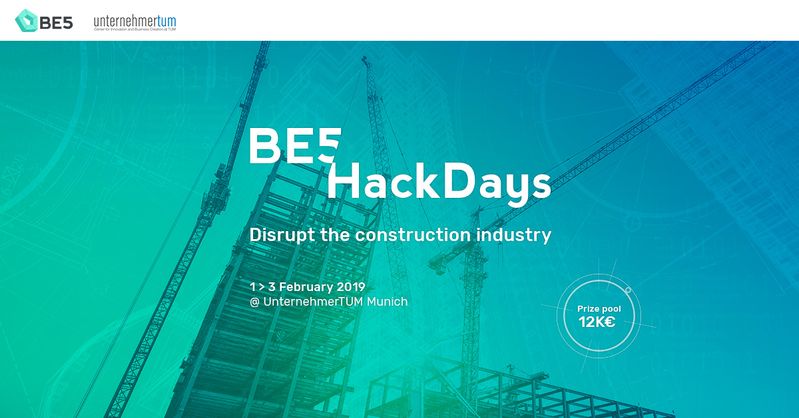 BE5
unternehmertum
Center for Innovation and Business Creation at TUM
BE5
HackDays
Disrupt the construction industry
1 > 3 February 2019
@ UnternehmerTUM Munich
Prize pool
12K€